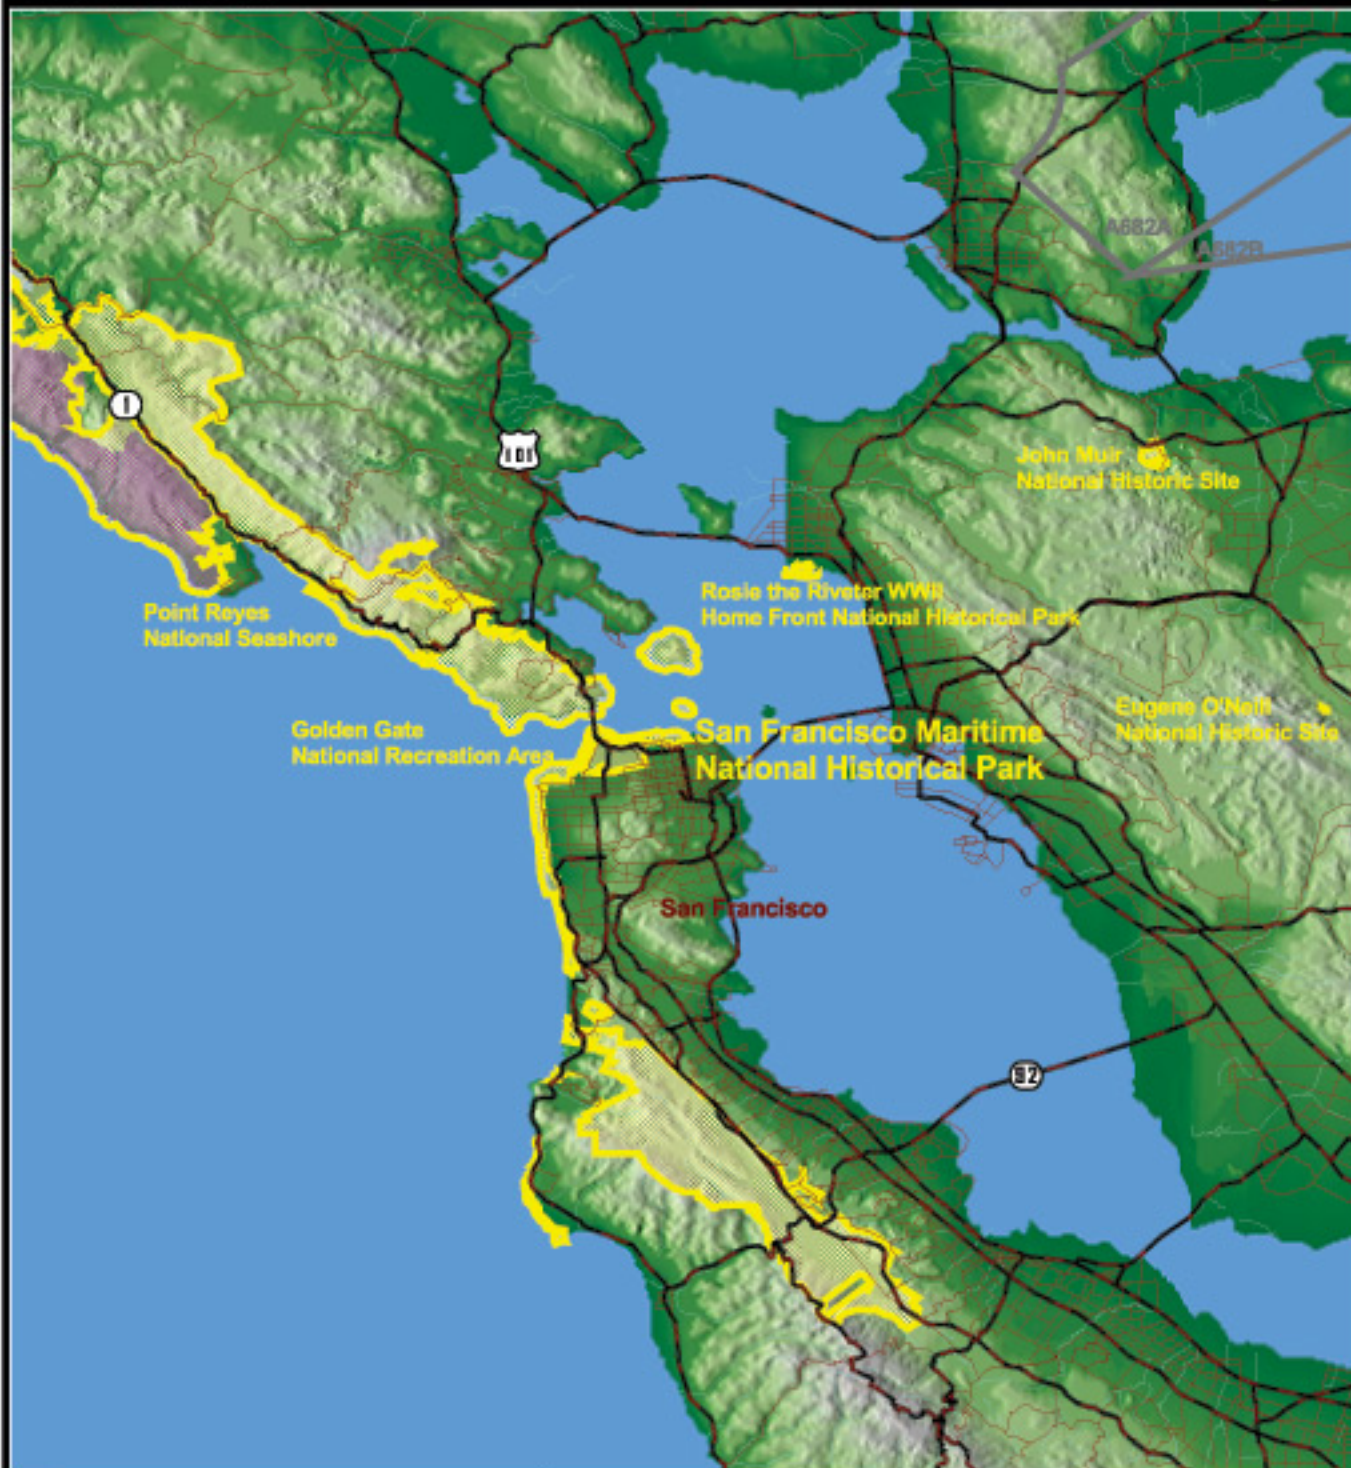 A682A
A682B
1
101
John Muir
National Historic Site
Rosie the Riveter WWII
Home Front National Historical Park
Point Reyes
National Seashore
Eugene O'Neill
National Historic Site
Golden Gate
National Recreation Area
San Francisco Maritime
National Historical Park
San Francisco
92